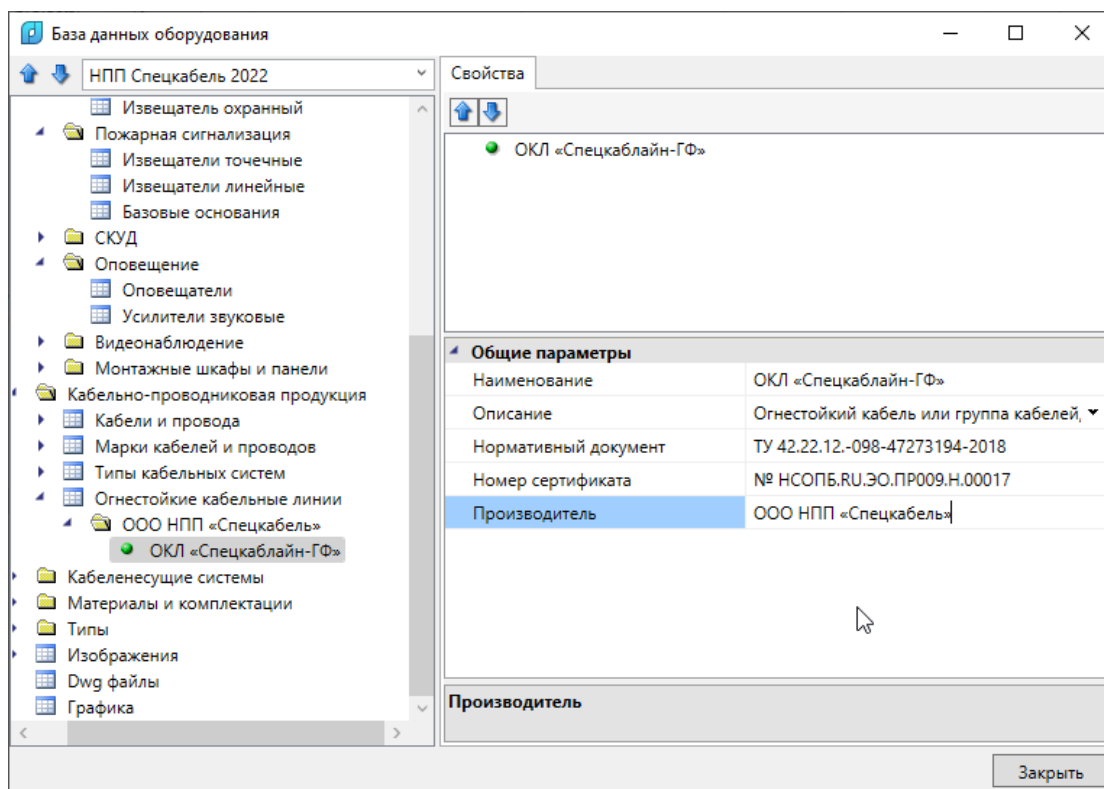 База данных оборудования
НПП Спецкабель 2022
Извещатель охранный
Пожарная сигнализация
Извещатели точечные
Извещатели линейные
Базовые основания
СКУД
Оповещение
Оповещатели
Усилители звуковые
Видеонаблюдение
Монтажные шкафы и панели
Кабельно-проводниковая продукция
Кабели и провода
Марки кабелей и проводов
Типы кабельных систем
Огнестойкие кабельные линии
ООО НПП «Спецкабель»
ОКЛ «Спецкаблайн-ГФ»
Кабеленесущие системы
Материалы и комплектации
Типы
Изображения
Dwg файлы
Графика
Свойства
ОКЛ «Спецкаблайн-ГФ»
Общие параметры
Наименование ОКЛ «Спецкаблайн-ГФ»
Описание Огнестойкий кабель или группа кабелей,
Нормативный документ ТУ 42.22.12.-098-47273194-2018
Номер сертификата № НСОПБ.RU.ЭО.ПР009.Н.00017
Производитель ООО НПП «Спецкабель»
Производитель
Закрыть